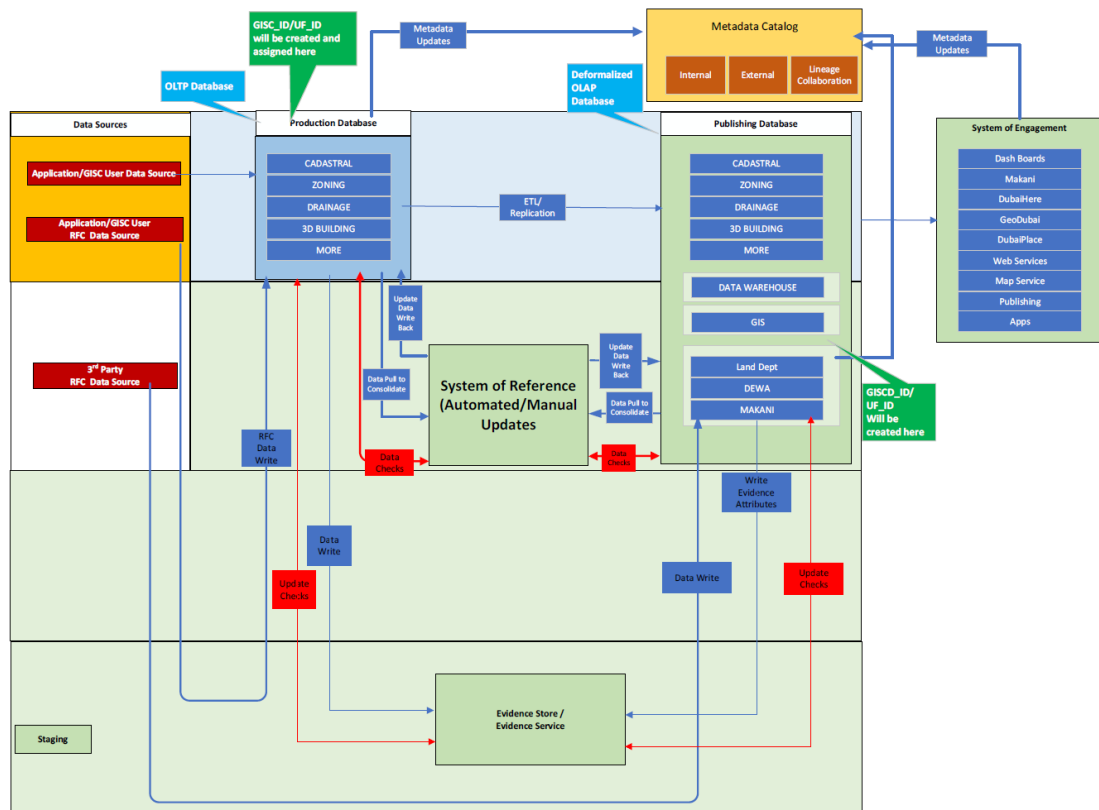 GISC_ID/UF_ID
will be created and
assigned here
Metadata
Updates
Metadata Catalog
Internal
External
Lineage
Collaboration
Metadata
Updates
OLTP Database
Deformalized
OLAP
Database
Data Sources
Production Database
Publishing Database
System of Engagement
Application/GISC User Data Source
Application/GISC User
RFC Data Source
3rd Party
RFC Data Source
CADASTRAL
ZONING
DRAINAGE
3D BUILDING
MORE
ETL/
Replication
CADASTRAL
ZONING
DRAINAGE
3D BUILDING
MORE
DATA WAREHOUSE
GIS
Land Dept
DEWA
MAKANI
Dash Boards
Makani
DubaiHere
GeoDubai
DubaiPlace
Web Services
Map Service
Publishing
Apps
Update
Data
Write
Back
Data Pull to
Consolidate
System of Reference
(Automated/Manual
Updates
Update
Data
Write
Back
Data Pull to
Consolidate
GISCD_ID/
UF_ID
Will be
created here
RFC
Data
Write
Data
Checks
Data
Checks
Write
Evidence
Attributes
Data
Write
Update
Checks
Data Write
Update
Checks
Evidence Store /
Evidence Service
Staging